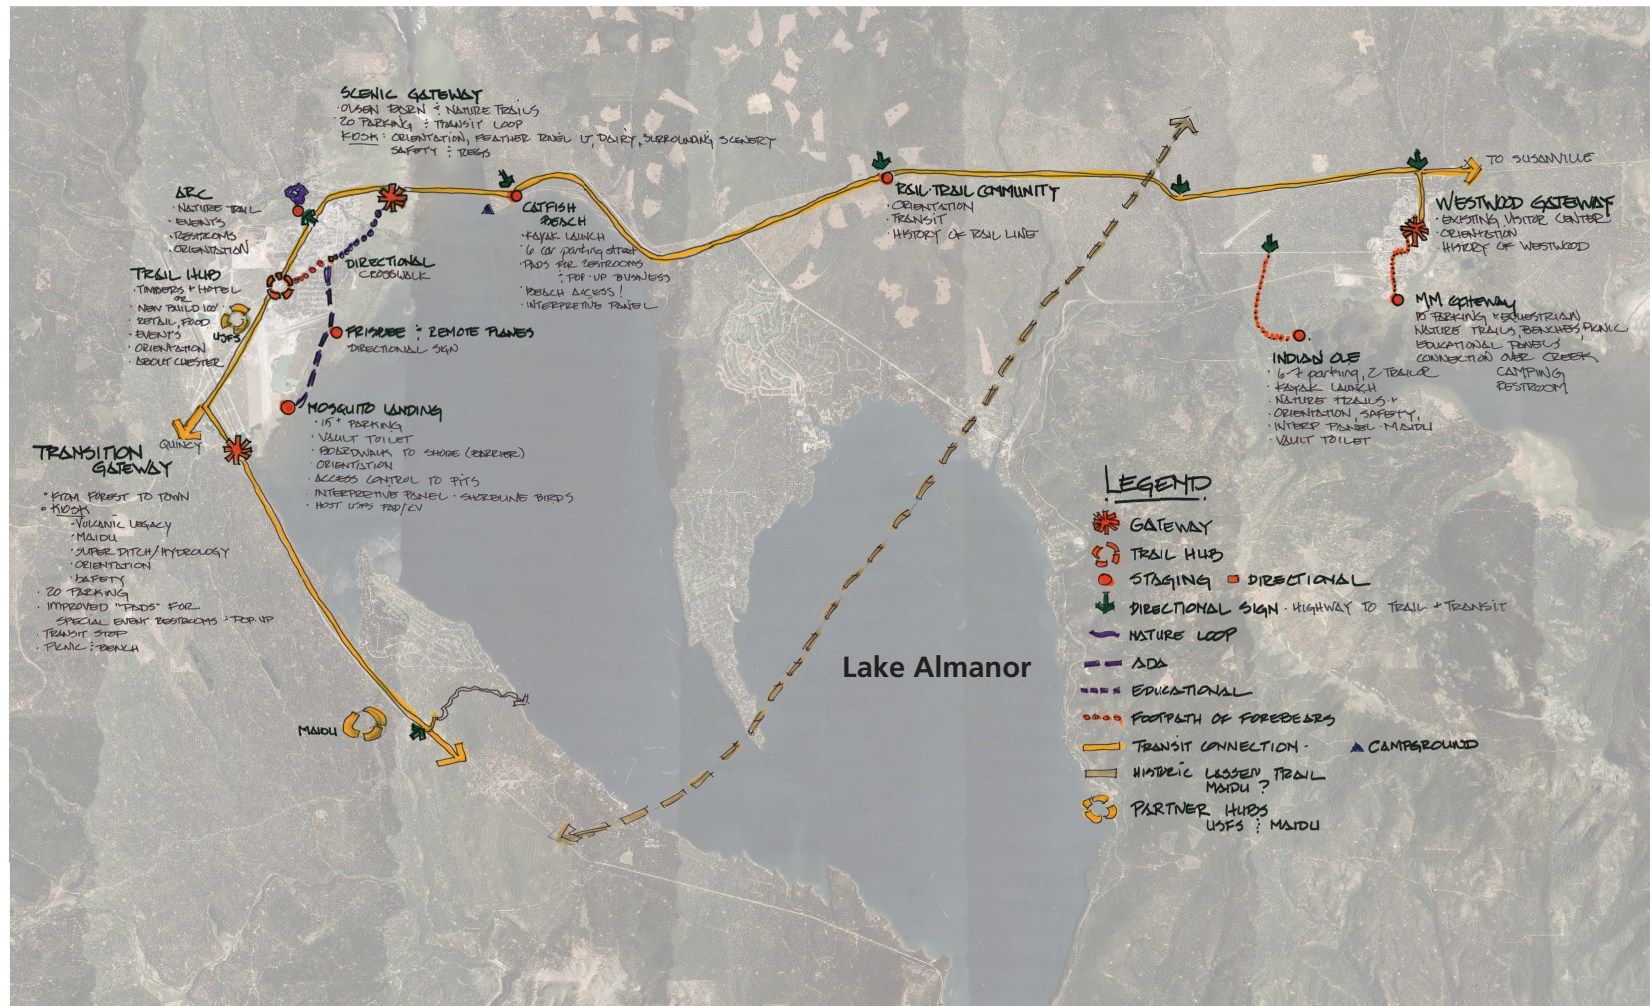 SCENIC GATEWAY
· OLSEN BARN & NATURE TRAILS
· 20 PARKING & TRANSIT LOOP
KIOSK: ORIENTATION, FEATHER RIVER LT, DAIRY, SURROUNDING SCENERY
SAFETY & REGS
ARC
· NATURE TRAIL
· EVENTS
· RESTROOMS
· ORIENTATION
TRAIL HUB
· TIMBERS + HOTEL
OR
· NEW BUILD
· RETAIL, FOOD
· EVENTS
· ORIENTATION
· ABOUT CHESTER
USFS
DIRECTIONAL
CROSSWALK
CATFISH
BEACH
· KAYAK LAUNCH
· 6 car parking street
· PADS FOR RESTROOMS
& POP-UP BUSINESS
· BEACH ACCESS!
· INTERPRETIVE PANEL
FRISBEE & REMOTE PLANES
DIRECTIONAL SIGN
MOSQUITO LANDING
· 15+ PARKING
· VAULT TOILET
· BOARDWALK TO SHORE (BARRIER)
· ORIENTATION
· ACCESS CONTROL TO PITS
· INTERPRETIVE PANEL · SHORELINE BIRDS
· HOST USFS PAD/RV
QUINCY
TRANSITION
GATEWAY
· FROM FOREST TO TOWN
· KIOSK
· VOLCANIC LEGACY
· MAIDU
· SUPER DITCH/HYDROLOGY
· ORIENTATION
· SAFETY
· 20 PARKING
· IMPROVED "PADS" FOR
SPECIAL EVENT RESTROOMS & POP-UP
· TRANSIT STOP
· PICNIC & BENCH
MAIDU
RAIL-TRAIL COMMUNITY
· ORIENTATION
· TRANSIT
· HISTORY OF RAIL LINE
TO SUSANVILLE
WESTWOOD GATEWAY
· EXISTING VISITOR CENTER
· ORIENTATION
· HISTORY OF WESTWOOD
MM GATEWAY
10 PARKING + EQUESTRIAN
NATURE TRAILS, BENCHES, PICNIC
EDUCATIONAL PANELS
CONNECTION OVER CREEK
CAMPING
RESTROOM
INDIAN OLE
· 6-7 parking, 2 TRAILOR
· KAYAK LAUNCH
· NATURE TRAILS +
· ORIENTATION, SAFETY,
· INTERP PANEL · MAIDU
· VAULT TOILET
Lake Almanor
LEGEND
GATEWAY
TRAIL HUB
STAGING DIRECTIONAL
DIRECTIONAL SIGN · HIGHWAY TO TRAIL + TRANSIT
NATURE LOOP
ADA
EDUCATIONAL
FOOTPATH OF FOREBEARS
TRANSIT CONNECTION · CAMPGROUND
HISTORIC LASSEN TRAIL
MAIDU ?
PARTNER HUBS
USFS & MAIDU